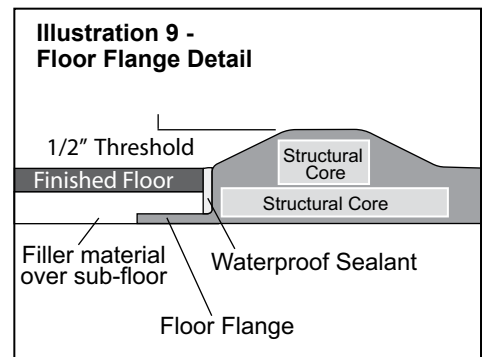 Illustration 9 -
Floor Flange Detail
1/2” Threshold
Structural
Core
Finished Floor
Structural Core
Filler material
over sub-floor
Waterproof Sealant
Floor Flange